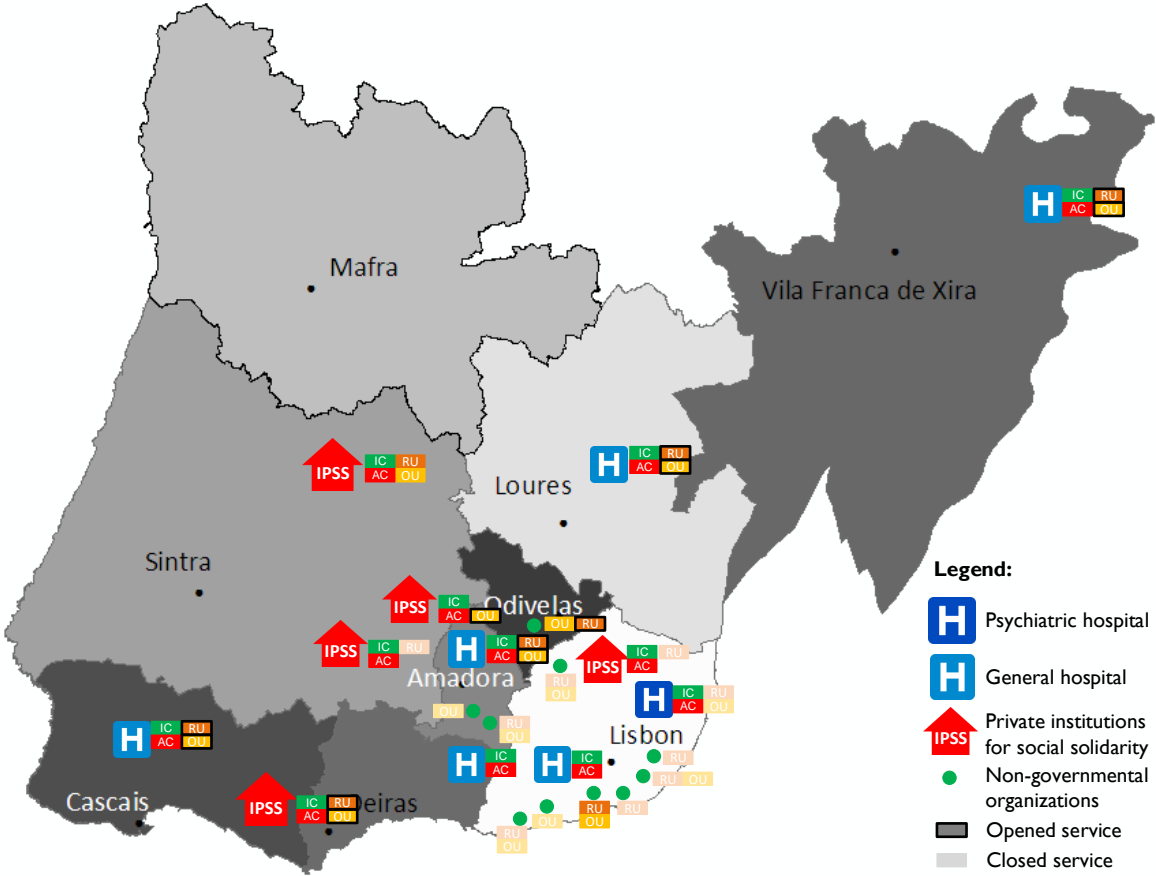 H IC RU
AC OU
Mafra
Vila Franca de Xira
IPSS IC RU
AC OU
H IC RU
AC OU
Loures
Sintra
Legend:
H Psychiatric hospital
H General hospital
IPSS Private institutions
for social solidarity
Non-governmental
organizations
Opened service
Closed service
IPSS IC
AC OU
Odivelas
OU RU
IPSS IC RU
AC
H IC RU
AC OU
IPSS IC RU
AC
Amadora
RU
OU
H IC RU
AC OU
OU
RU
OU
Lisbon
H IC RU
AC OU
H IC
AC
H IC
AC
RU
RU OU
Cascais
IPSS IC RU
AC OU
Oeiras
RU
OU
OU
RU
OU
RU